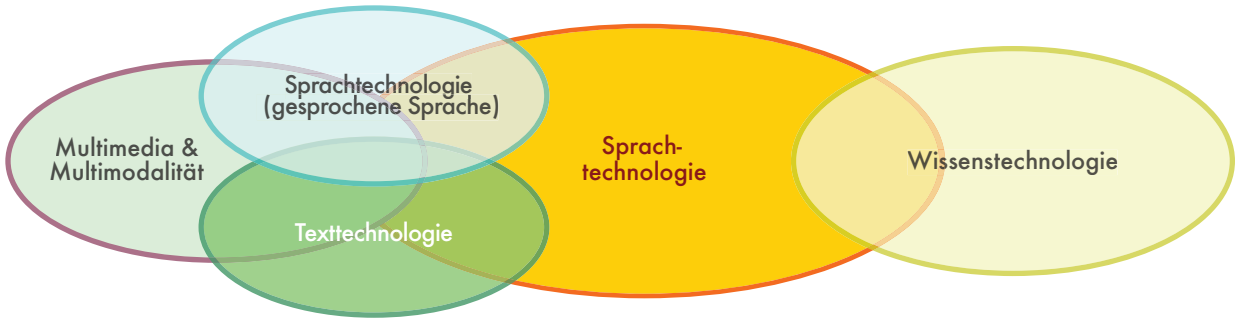 Sprachtechnologie
(gesprochene Sprache)
Multimedia &
Multimodalität
Texttechnologie
Sprach-
technologie
Wissenstechnologie